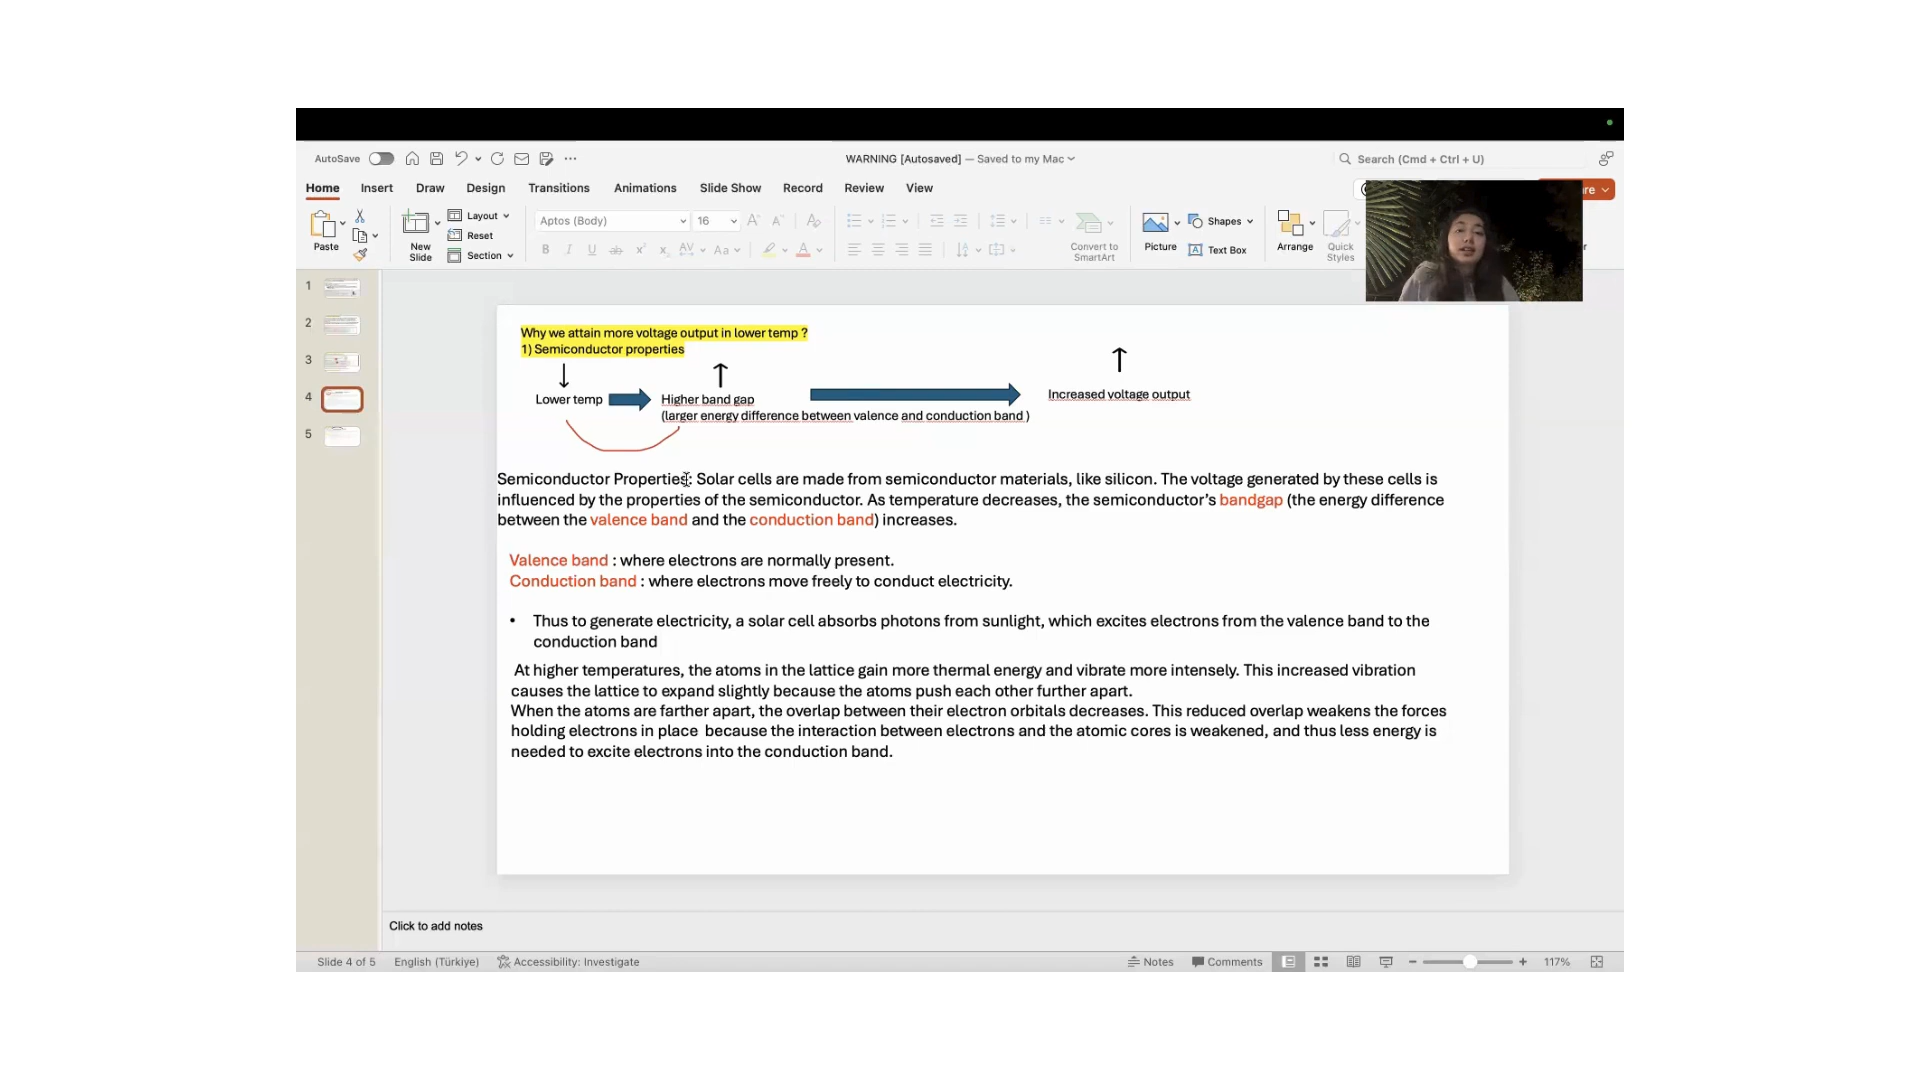 AutoSave
WARNING [Autosaved] — Saved to my Mac
Search (Cmd + Ctrl + U)
Home Insert Draw Design Transitions Animations Slide Show Record Review View
Paste
New Slide
Layout
Reset
Section
Aptos (Body) 16
Convert to SmartArt
Picture
Shapes
Text Box
Arrange
Quick Styles
1
2
3
4
5
Why we attain more voltage output in lower temp ?
1) Semiconductor properties
Lower temp
Higher band gap
(larger energy difference between valence and conduction band )
Increased voltage output
Semiconductor Properties: Solar cells are made from semiconductor materials, like silicon. The voltage generated by these cells is
influenced by the properties of the semiconductor. As temperature decreases, the semiconductor’s bandgap (the energy difference
between the valence band and the conduction band) increases.
Valence band : where electrons are normally present.
Conduction band : where electrons move freely to conduct electricity.
• Thus to generate electricity, a solar cell absorbs photons from sunlight, which excites electrons from the valence band to the
conduction band
At higher temperatures, the atoms in the lattice gain more thermal energy and vibrate more intensely. This increased vibration
causes the lattice to expand slightly because the atoms push each other further apart.
When the atoms are farther apart, the overlap between their electron orbitals decreases. This reduced overlap weakens the forces
holding electrons in place because the interaction between electrons and the atomic cores is weakened, and thus less energy is
needed to excite electrons into the conduction band.
Click to add notes
Slide 4 of 5 English (Türkiye) Accessibility: Investigate
Notes Comments 117%